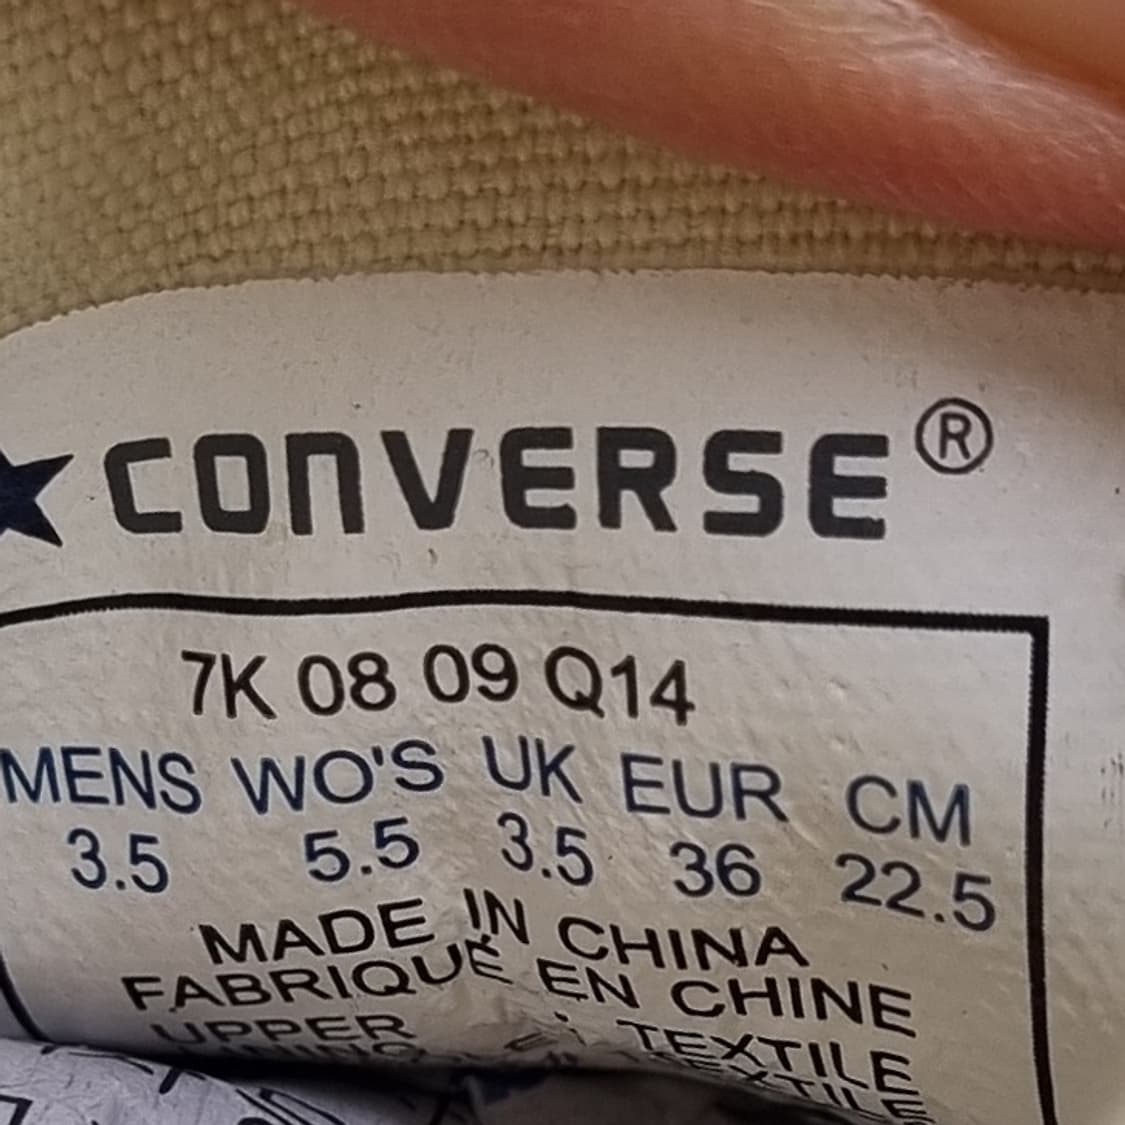 CONVERSE®
7K 08 09 Q14
MENS WO'S UK EUR CM
3.5 5.5 3.5 36 22.5
MADE IN CHINA
FABRIQUÉ EN CHINE
UPPER : TEXTILE
TEXTILE